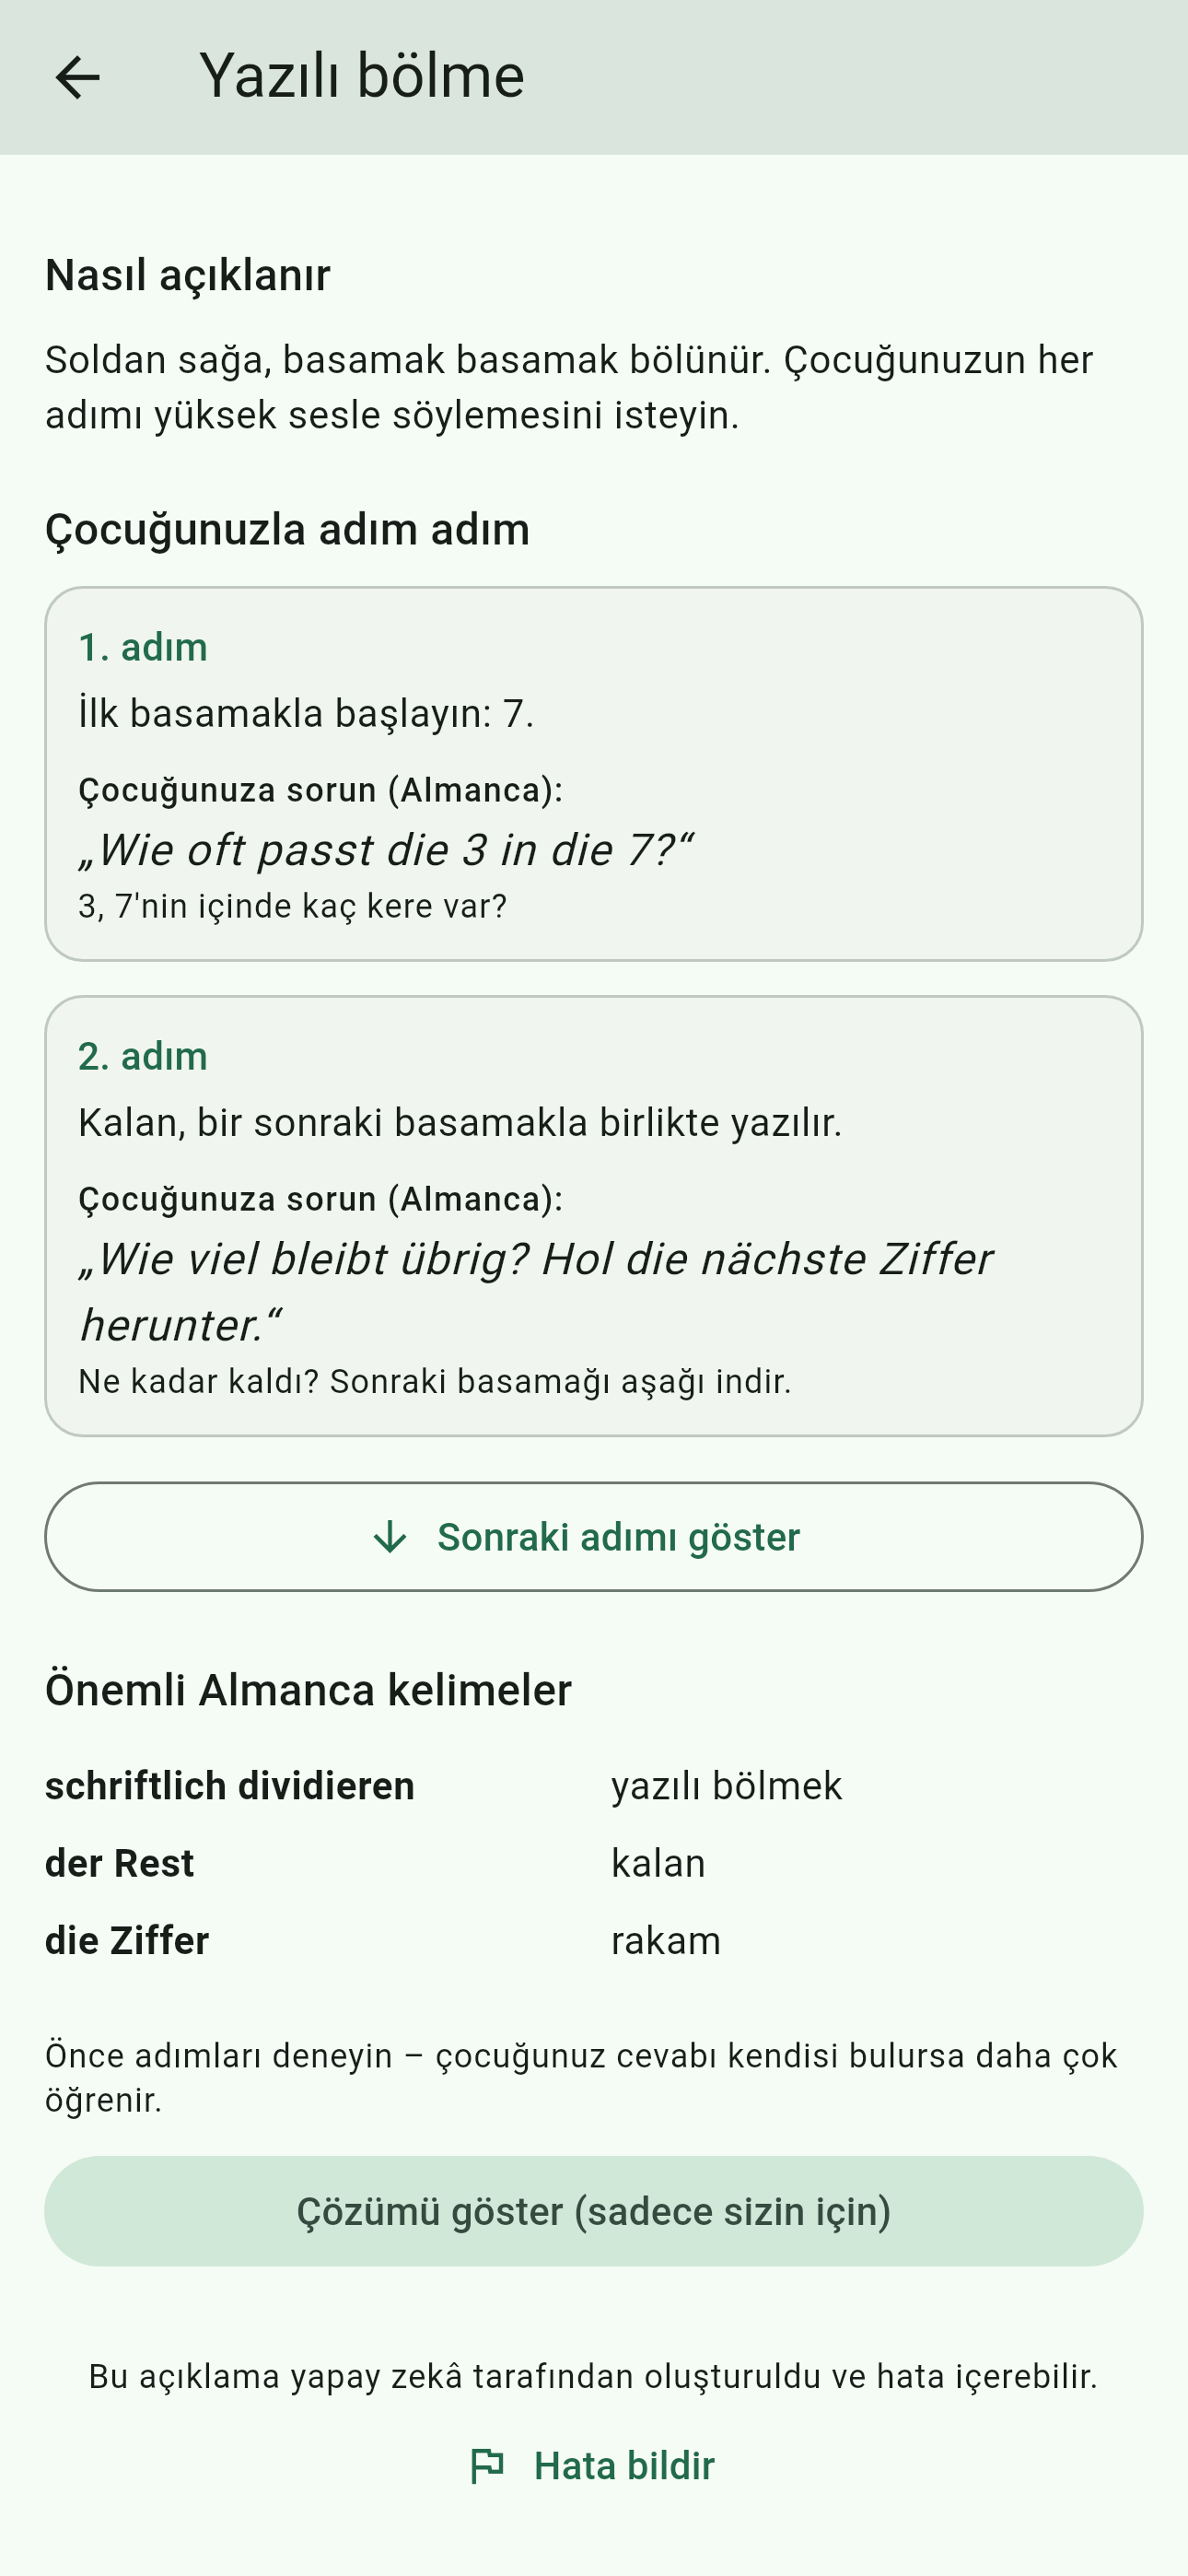 Yazılı bölme
Nasıl açıklanır
Soldan sağa, basamak basamak bölünür. Çocuğunuzun her
adımı yüksek sesle söylemesini isteyin.
Çocuğunuzla adım adım
1. adım
İlk basamakla başlayın: 7.
Çocuğunuza sorun (Almanca):
„Wie oft passt die 3 in die 7?“
3, 7'nin içinde kaç kere var?
2. adım
Kalan, bir sonraki basamakla birlikte yazılır.
Çocuğunuza sorun (Almanca):
„Wie viel bleibt übrig? Hol die nächste Ziffer
herunter.“
Ne kadar kaldı? Sonraki basamağı aşağı indir.
Sonraki adımı göster
Önemli Almanca kelimeler
schriftlich dividieren yazılı bölmek
der Rest kalan
die Ziffer rakam
Önce adımları deneyin – çocuğunuz cevabı kendisi bulursa daha çok
öğrenir.
Çözümü göster (sadece sizin için)
Bu açıklama yapay zekâ tarafından oluşturuldu ve hata içerebilir.
Hata bildir